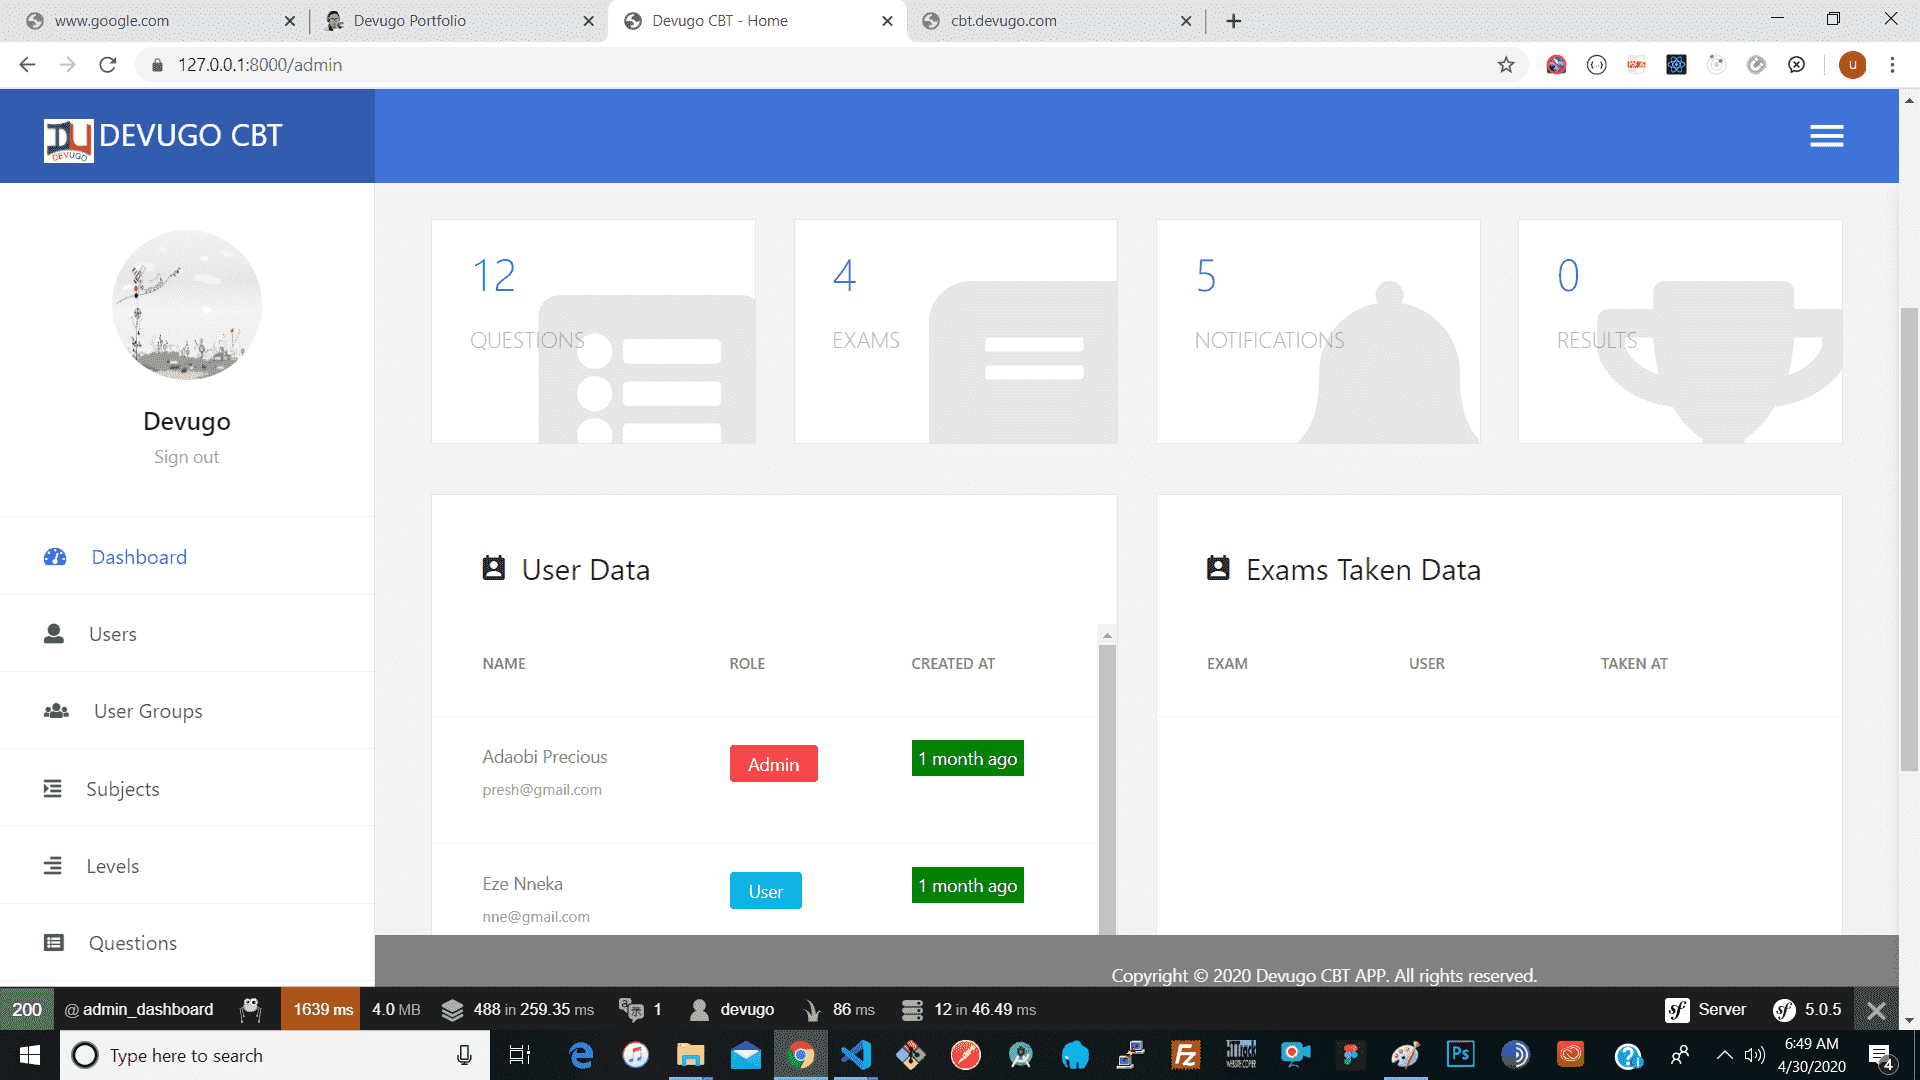 www.google.com
Devugo Portfolio
Devugo CBT - Home
cbt.devugo.com
127.0.0.1:8000/admin
u
DEVUGO
DEVUGO CBT
Devugo
Sign out
Dashboard
Users
User Groups
Subjects
Levels
Questions
12
QUESTIONS
4
EXAMS
5
NOTIFICATIONS
0
RESULTS
User Data
NAME ROLE CREATED AT
Adaobi Precious Admin 1 month ago
presh@gmail.com
Eze Nneka User 1 month ago
nne@gmail.com
Exams Taken Data
EXAM USER TAKEN AT
Copyright © 2020 Devugo CBT APP. All rights reserved.
200 @ admin_dashboard 1639 ms 4.0 MB 488 in 259.35 ms 1 devugo 86 ms 12 in 46.49 ms Server 5.0.5
Type here to search
Ps
6:49 AM
4/30/2020
4